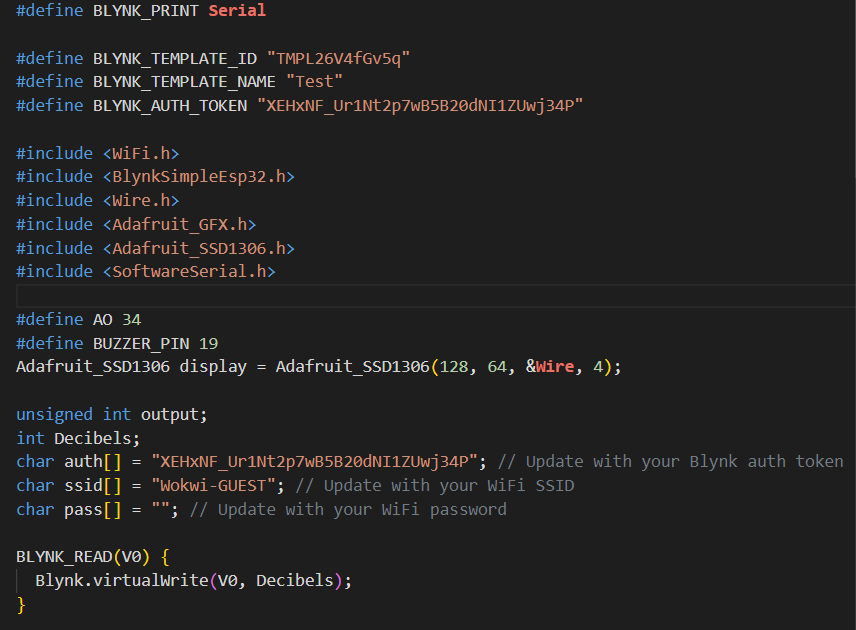 #define BLYNK_PRINT Serial
#define BLYNK_TEMPLATE_ID "TMPL26V4fGv5q"
#define BLYNK_TEMPLATE_NAME "Test"
#define BLYNK_AUTH_TOKEN "XEHxNF_Ur1Nt2p7wB5B20dNI1ZUwj34P"
#include <WiFi.h>
#include <BlynkSimpleEsp32.h>
#include <Wire.h>
#include <Adafruit_GFX.h>
#include <Adafruit_SSD1306.h>
#include <SoftwareSerial.h>
#define AO 34
#define BUZZER_PIN 19
Adafruit_SSD1306 display = Adafruit_SSD1306(128, 64, &Wire, 4);
unsigned int output;
int Decibels;
char auth[] = "XEHxNF_Ur1Nt2p7wB5B20dNI1ZUwj34P"; // Update with your Blynk auth token
char ssid[] = "Wokwi-GUEST"; // Update with your WiFi SSID
char pass[] = ""; // Update with your WiFi password
BLYNK_READ(V0) {
  Blynk.virtualWrite(V0, Decibels);
}